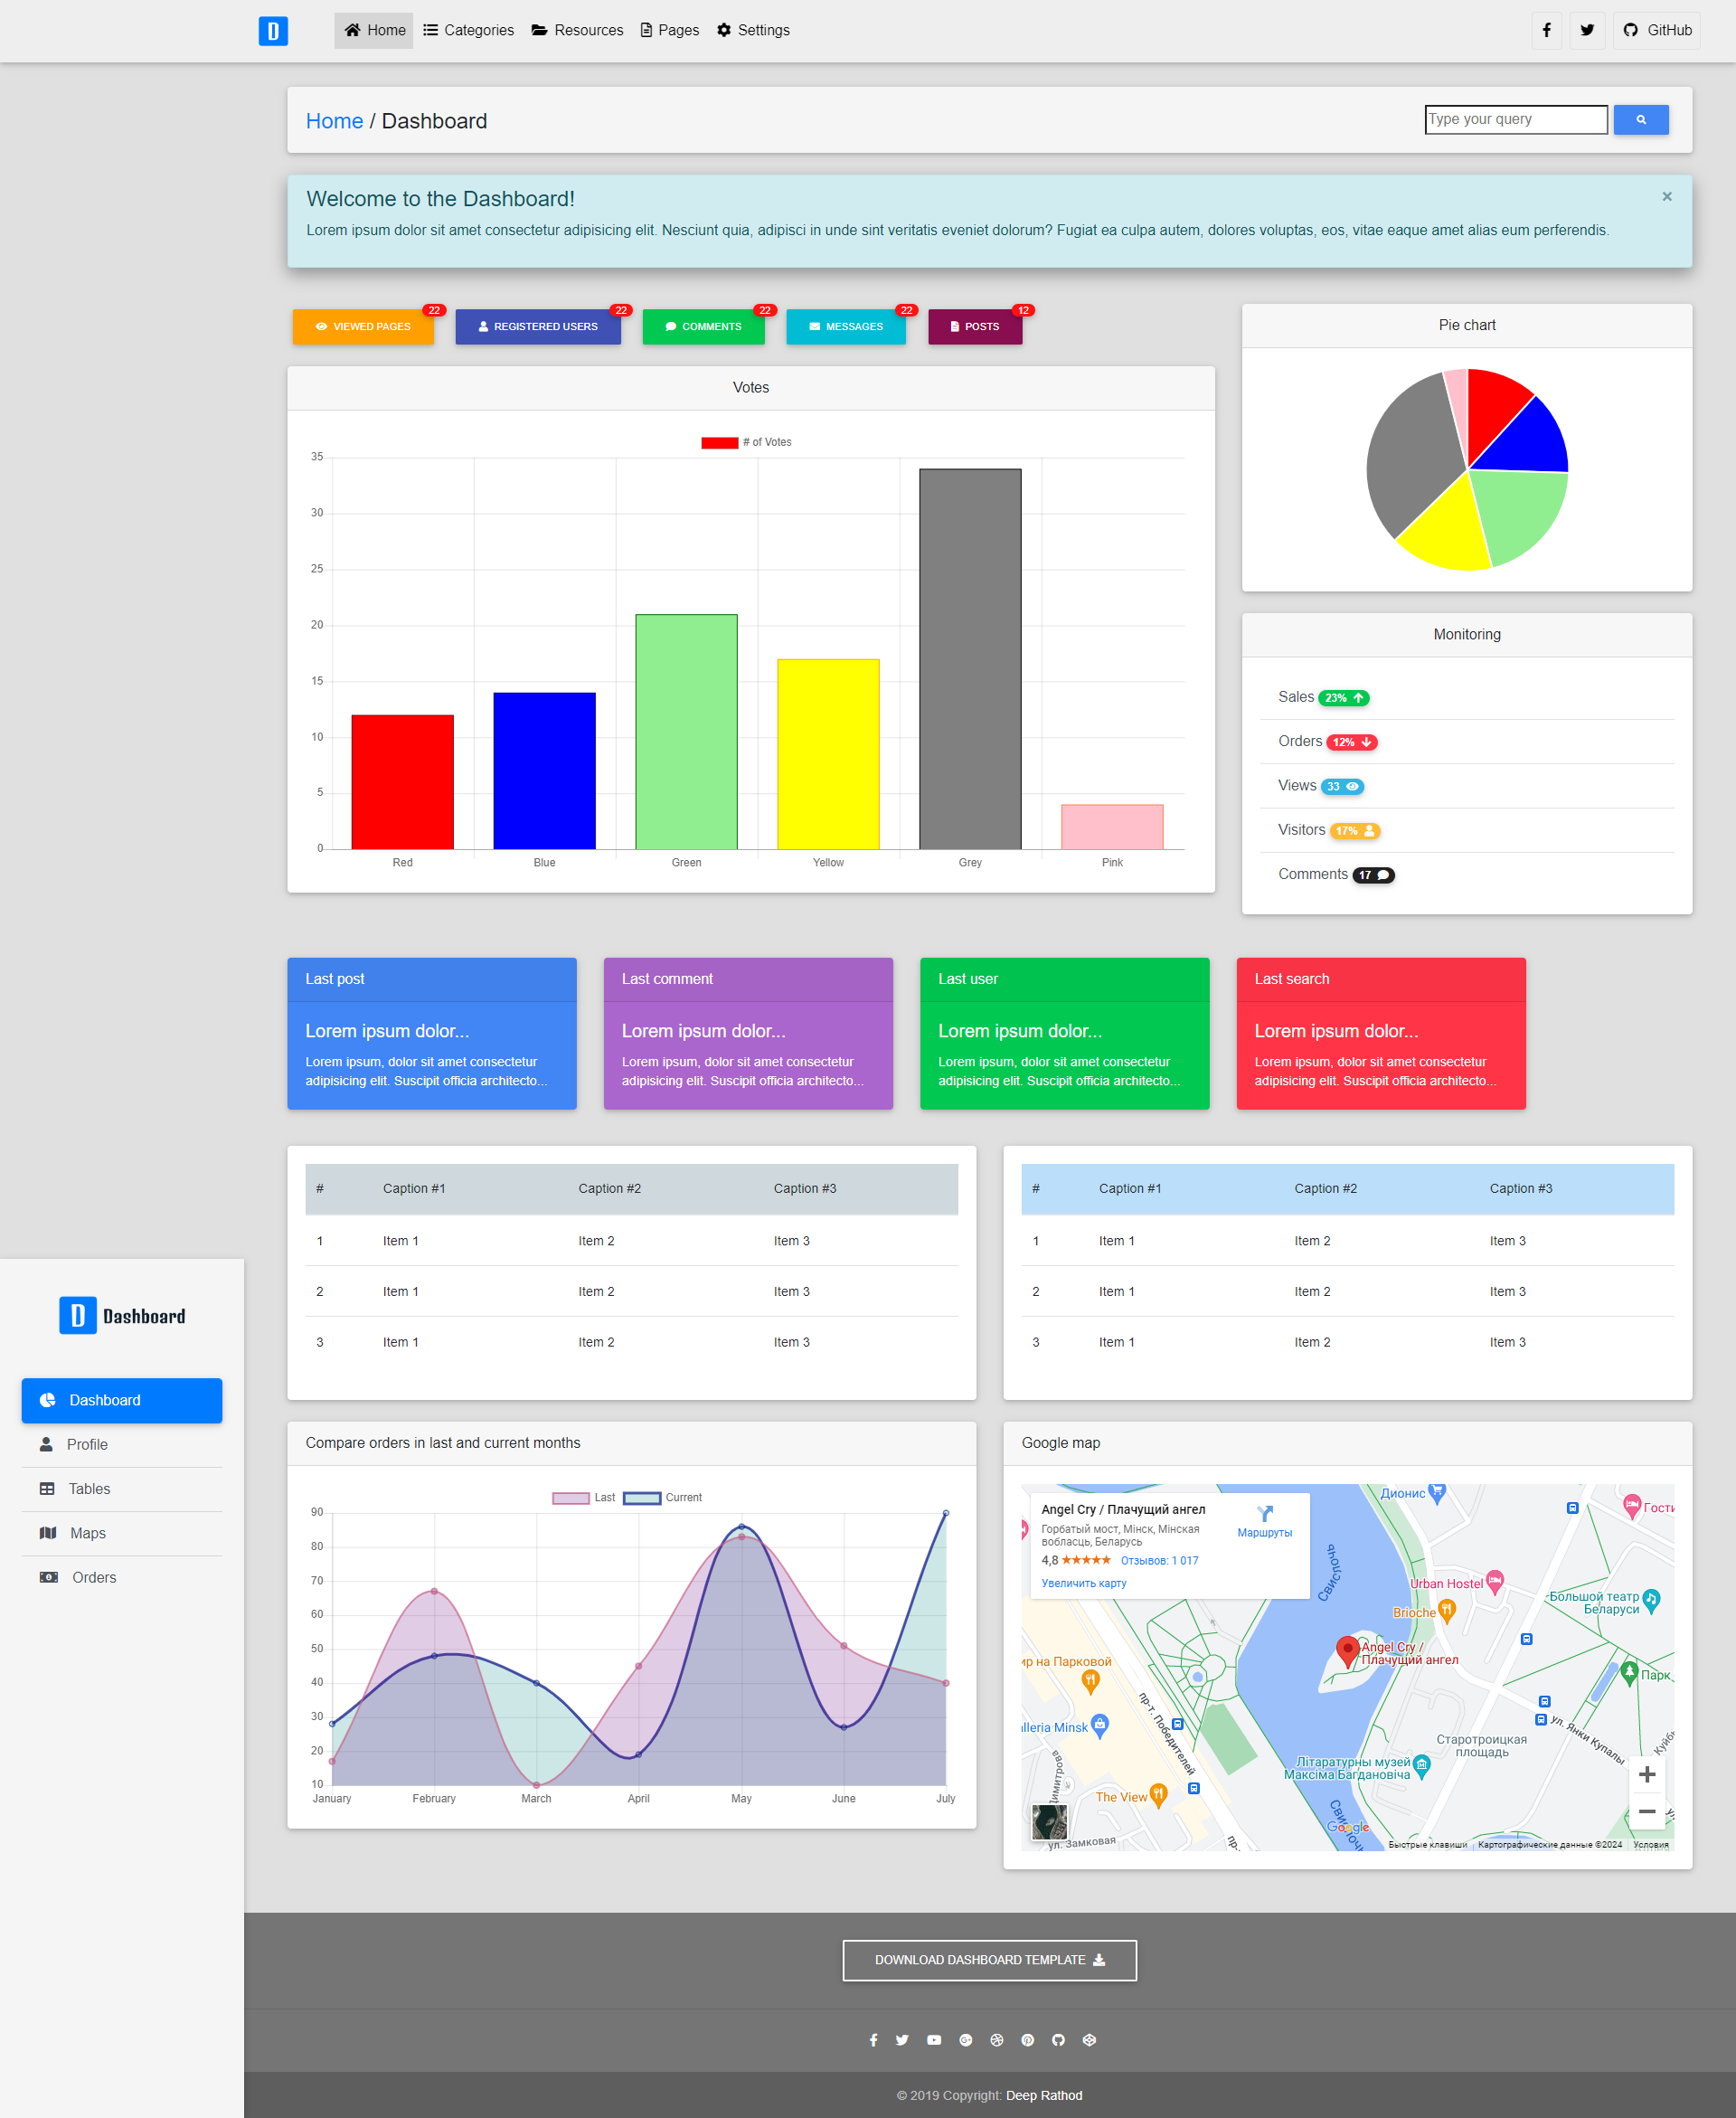 D
Home
Categories
Resources
Pages
Settings
GitHub
Home / Dashboard
Type your query
Welcome to the Dashboard!
×
Lorem ipsum dolor sit amet consectetur adipisicing elit. Nesciunt quia, adipisci in unde sint veritatis eveniet dolorum? Fugiat ea culpa autem, dolores voluptas, eos, vitae eaque amet alias eum perferendis.
VIEWED PAGES 22
REGISTERED USERS 22
COMMENTS 22
MESSAGES 22
POSTS 12
Votes
# of Votes
35
30
25
20
15
10
5
0
Red
Blue
Green
Yellow
Grey
Pink
Pie chart
Monitoring
Sales 23%
Orders 12%
Views 33
Visitors 17%
Comments 17
Last post
Lorem ipsum dolor...
Lorem ipsum, dolor sit amet consectetur
adipisicing elit. Suscipit officia architecto...
Last comment
Lorem ipsum dolor...
Lorem ipsum, dolor sit amet consectetur
adipisicing elit. Suscipit officia architecto...
Last user
Lorem ipsum dolor...
Lorem ipsum, dolor sit amet consectetur
adipisicing elit. Suscipit officia architecto...
Last search
Lorem ipsum dolor...
Lorem ipsum, dolor sit amet consectetur
adipisicing elit. Suscipit officia architecto...
# Caption #1 Caption #2 Caption #3
1 Item 1 Item 2 Item 3
2 Item 1 Item 2 Item 3
3 Item 1 Item 2 Item 3
# Caption #1 Caption #2 Caption #3
1 Item 1 Item 2 Item 3
2 Item 1 Item 2 Item 3
3 Item 1 Item 2 Item 3
D Dashboard
Dashboard
Profile
Tables
Maps
Orders
Compare orders in last and current months
Last
Current
90
80
70
60
50
40
30
20
10
January
February
March
April
May
June
July
Google map
Angel Cry / Плачущий ангел
Горбатый мост, Мінск, Мінская
вобласць, Беларусь
4,8 Отзывов: 1 017
Увеличить карту
Маршруты
Дионис
Гости
Свислочь
Urban Hostel
Brioche
Большой театр
Беларуси
Angel Cry /
Плачущий ангел
ир на Парковой
Парк
пр-т. Победителей
lleria Minsk
ул. Янки Купалы
Старотроицкая
площадь
Літаратурны музей
Максіма Багдановіча
The View
ул. Замковая
Google
Быстрые клавиши
Картографические данные ©2024
Условия
DOWNLOAD DASHBOARD TEMPLATE
© 2019 Copyright: Deep Rathod